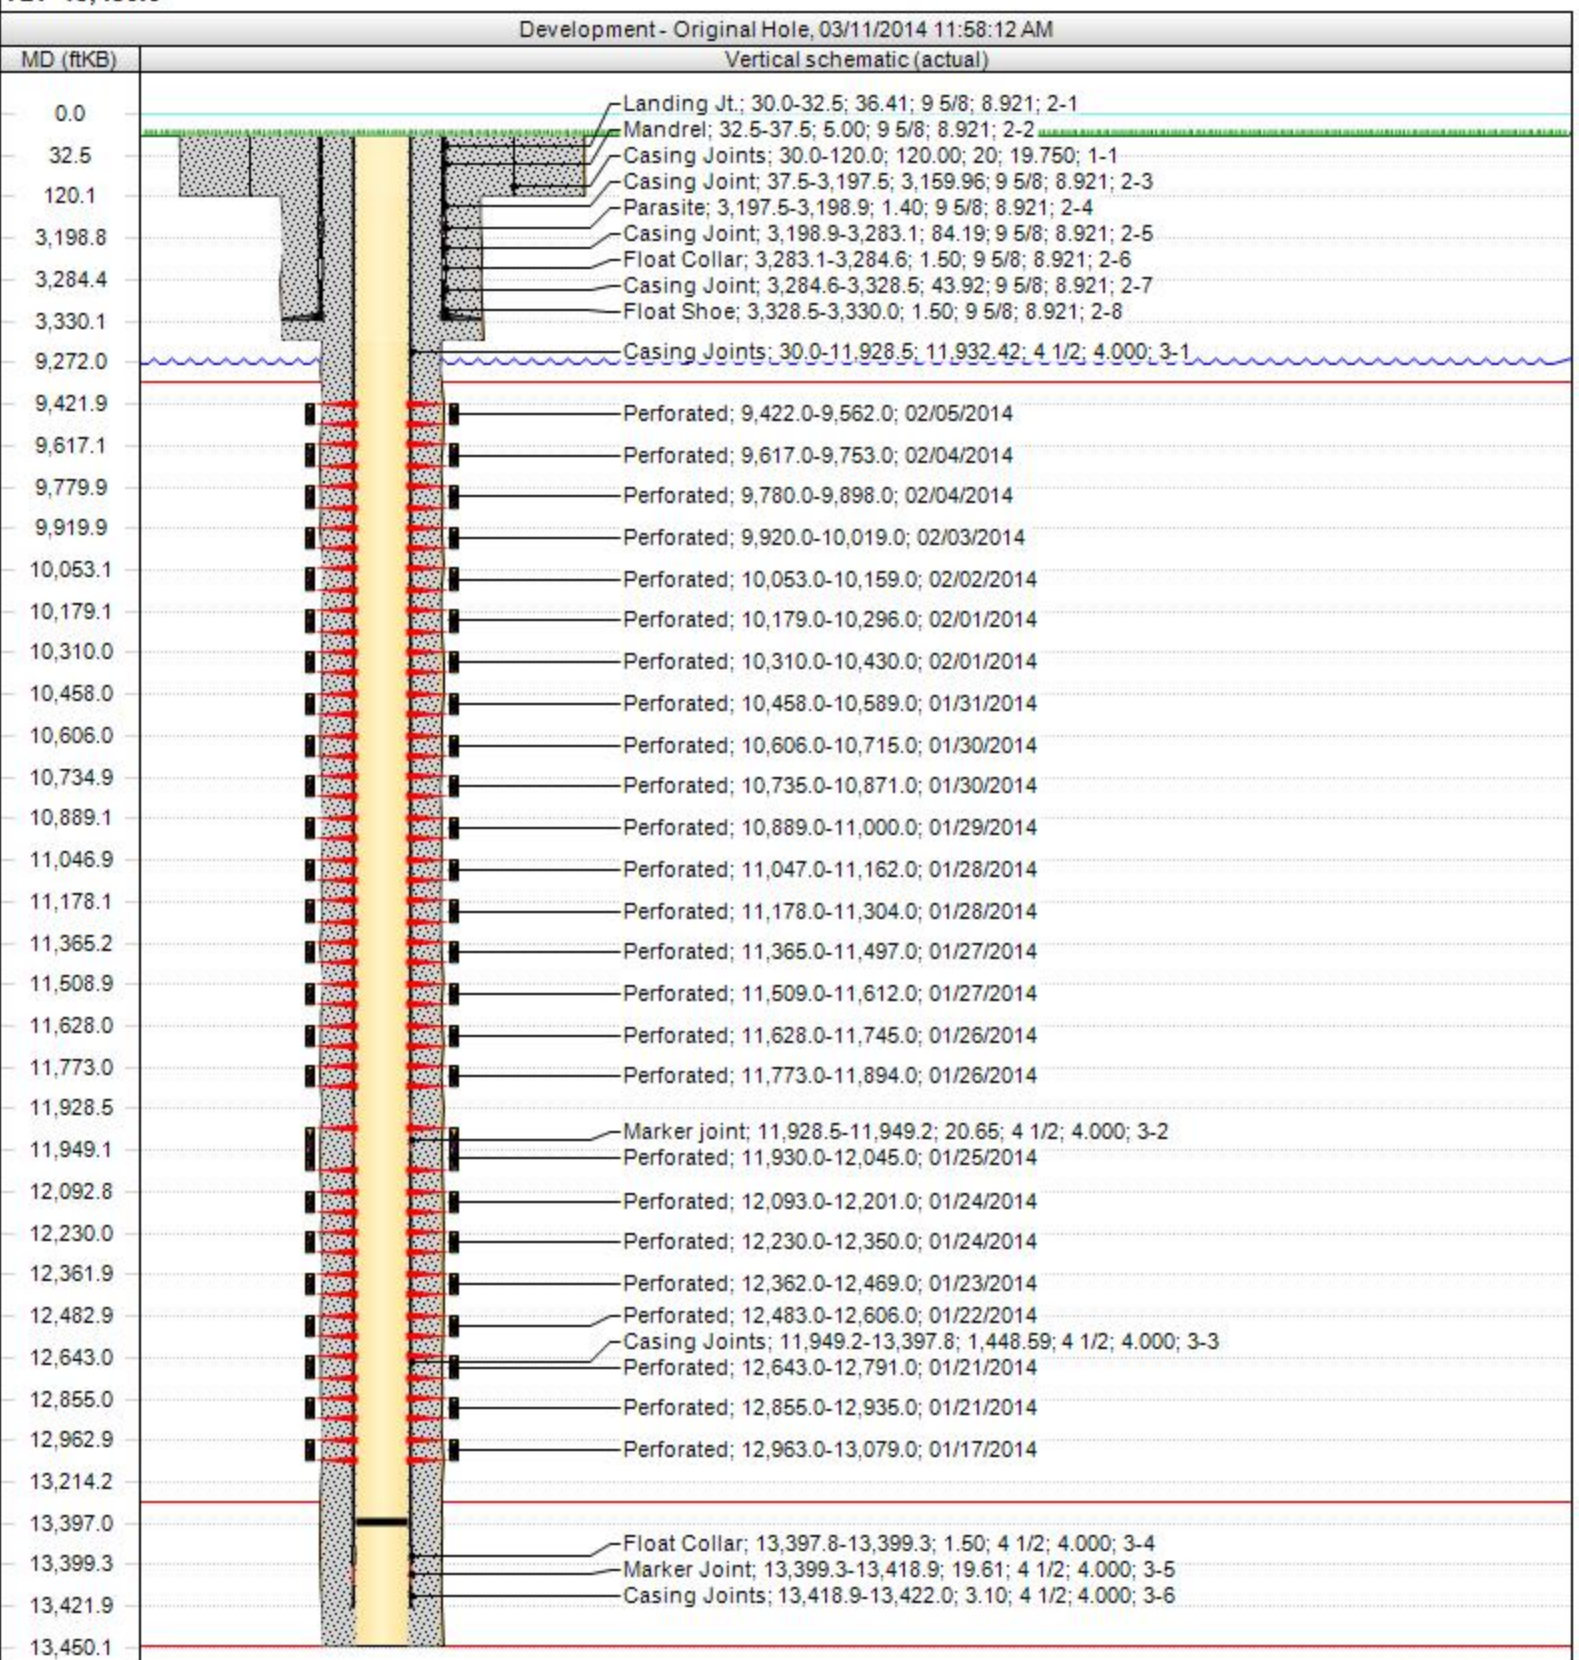 Development - Original Hole, 03/11/2014 11:58:12 AM
MD (ftKB)
Vertical schematic (actual)
0.0
32.5
120.1
3,198.8
3,284.4
3,330.1
9,272.0
9,421.9
9,617.1
9,779.9
9,919.9
10,053.1
10,179.1
10,310.0
10,458.0
10,606.0
10,734.9
10,889.1
11,046.9
11,178.1
11,365.2
11,508.9
11,628.0
11,773.0
11,928.5
11,949.1
12,092.8
12,230.0
12,361.9
12,482.9
12,643.0
12,855.0
12,962.9
13,214.2
13,397.0
13,399.3
13,421.9
13,450.1
Landing Jt.; 30.0-32.5; 36.41; 9 5/8; 8.921; 2-1
Mandrel; 32.5-37.5; 5.00; 9 5/8; 8.921; 2-2
Casing Joints; 30.0-120.0; 120.00; 20; 19.750; 1-1
Casing Joint; 37.5-3,197.5; 3,159.96; 9 5/8; 8.921; 2-3
Parasite; 3,197.5-3,198.9; 1.40; 9 5/8; 8.921; 2-4
Casing Joint; 3,198.9-3,283.1; 84.19; 9 5/8; 8.921; 2-5
Float Collar; 3,283.1-3,284.6; 1.50; 9 5/8; 8.921; 2-6
Casing Joint; 3,284.6-3,328.5; 43.92; 9 5/8; 8.921; 2-7
Float Shoe; 3,328.5-3,330.0; 1.50; 9 5/8; 8.921; 2-8
Casing Joints; 30.0-11,928.5; 11,932.42; 4 1/2; 4.000; 3-1
Perforated; 9,422.0-9,562.0; 02/05/2014
Perforated; 9,617.0-9,753.0; 02/04/2014
Perforated; 9,780.0-9,898.0; 02/04/2014
Perforated; 9,920.0-10,019.0; 02/03/2014
Perforated; 10,053.0-10,159.0; 02/02/2014
Perforated; 10,179.0-10,296.0; 02/01/2014
Perforated; 10,310.0-10,430.0; 02/01/2014
Perforated; 10,458.0-10,589.0; 01/31/2014
Perforated; 10,606.0-10,715.0; 01/30/2014
Perforated; 10,735.0-10,871.0; 01/30/2014
Perforated; 10,889.0-11,000.0; 01/29/2014
Perforated; 11,047.0-11,162.0; 01/28/2014
Perforated; 11,178.0-11,304.0; 01/28/2014
Perforated; 11,365.0-11,497.0; 01/27/2014
Perforated; 11,509.0-11,612.0; 01/27/2014
Perforated; 11,628.0-11,745.0; 01/26/2014
Perforated; 11,773.0-11,894.0; 01/26/2014
Marker joint; 11,928.5-11,949.2; 20.65; 4 1/2; 4.000; 3-2
Perforated; 11,930.0-12,045.0; 01/25/2014
Perforated; 12,093.0-12,201.0; 01/24/2014
Perforated; 12,230.0-12,350.0; 01/24/2014
Perforated; 12,362.0-12,469.0; 01/23/2014
Perforated; 12,483.0-12,606.0; 01/22/2014
Casing Joints; 11,949.2-13,397.8; 1,448.59; 4 1/2; 4.000; 3-3
Perforated; 12,643.0-12,791.0; 01/21/2014
Perforated; 12,855.0-12,935.0; 01/21/2014
Perforated; 12,963.0-13,079.0; 01/17/2014
Float Collar; 13,397.8-13,399.3; 1.50; 4 1/2; 4.000; 3-4
Marker Joint; 13,399.3-13,418.9; 19.61; 4 1/2; 4.000; 3-5
Casing Joints; 13,418.9-13,422.0; 3.10; 4 1/2; 4.000; 3-6